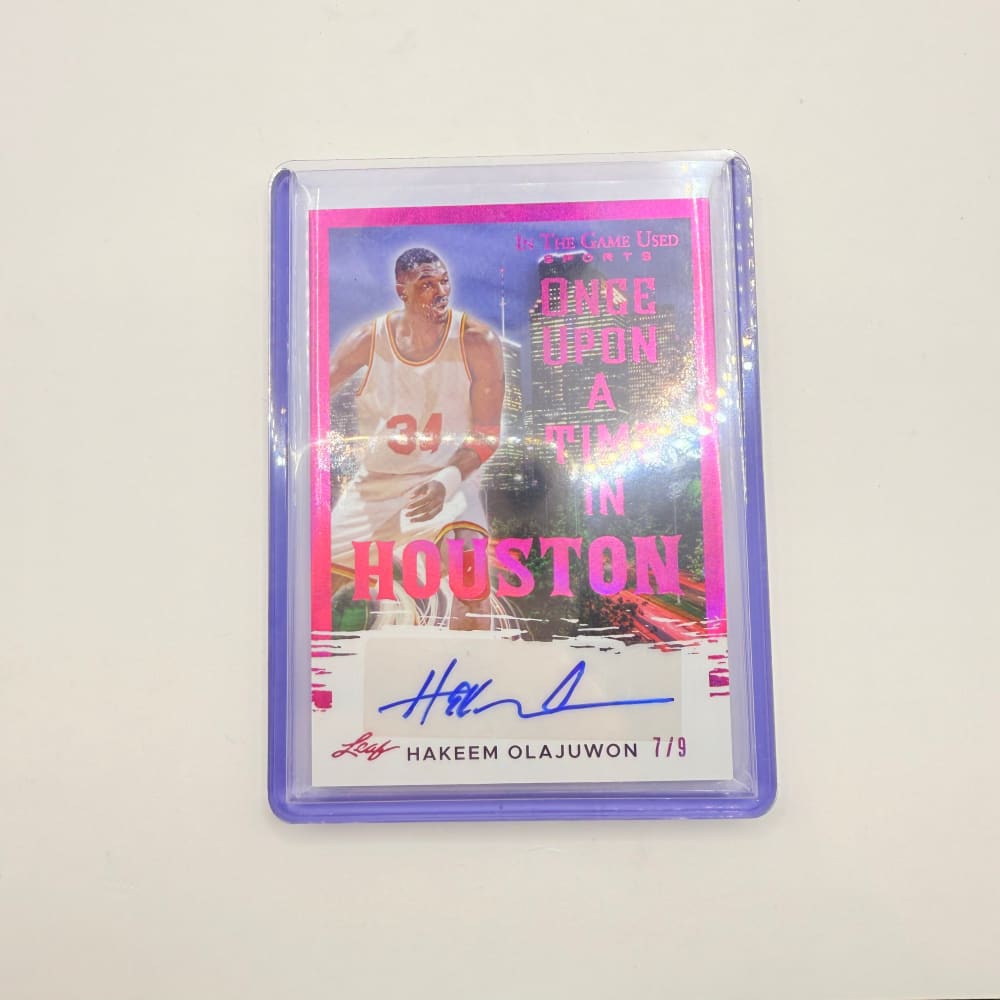 In The Game Used
SPORTS
ONCE
UPON
A
TIME
IN
HOUSTON
34
Leaf HAKEEM OLAJUWON 7/9